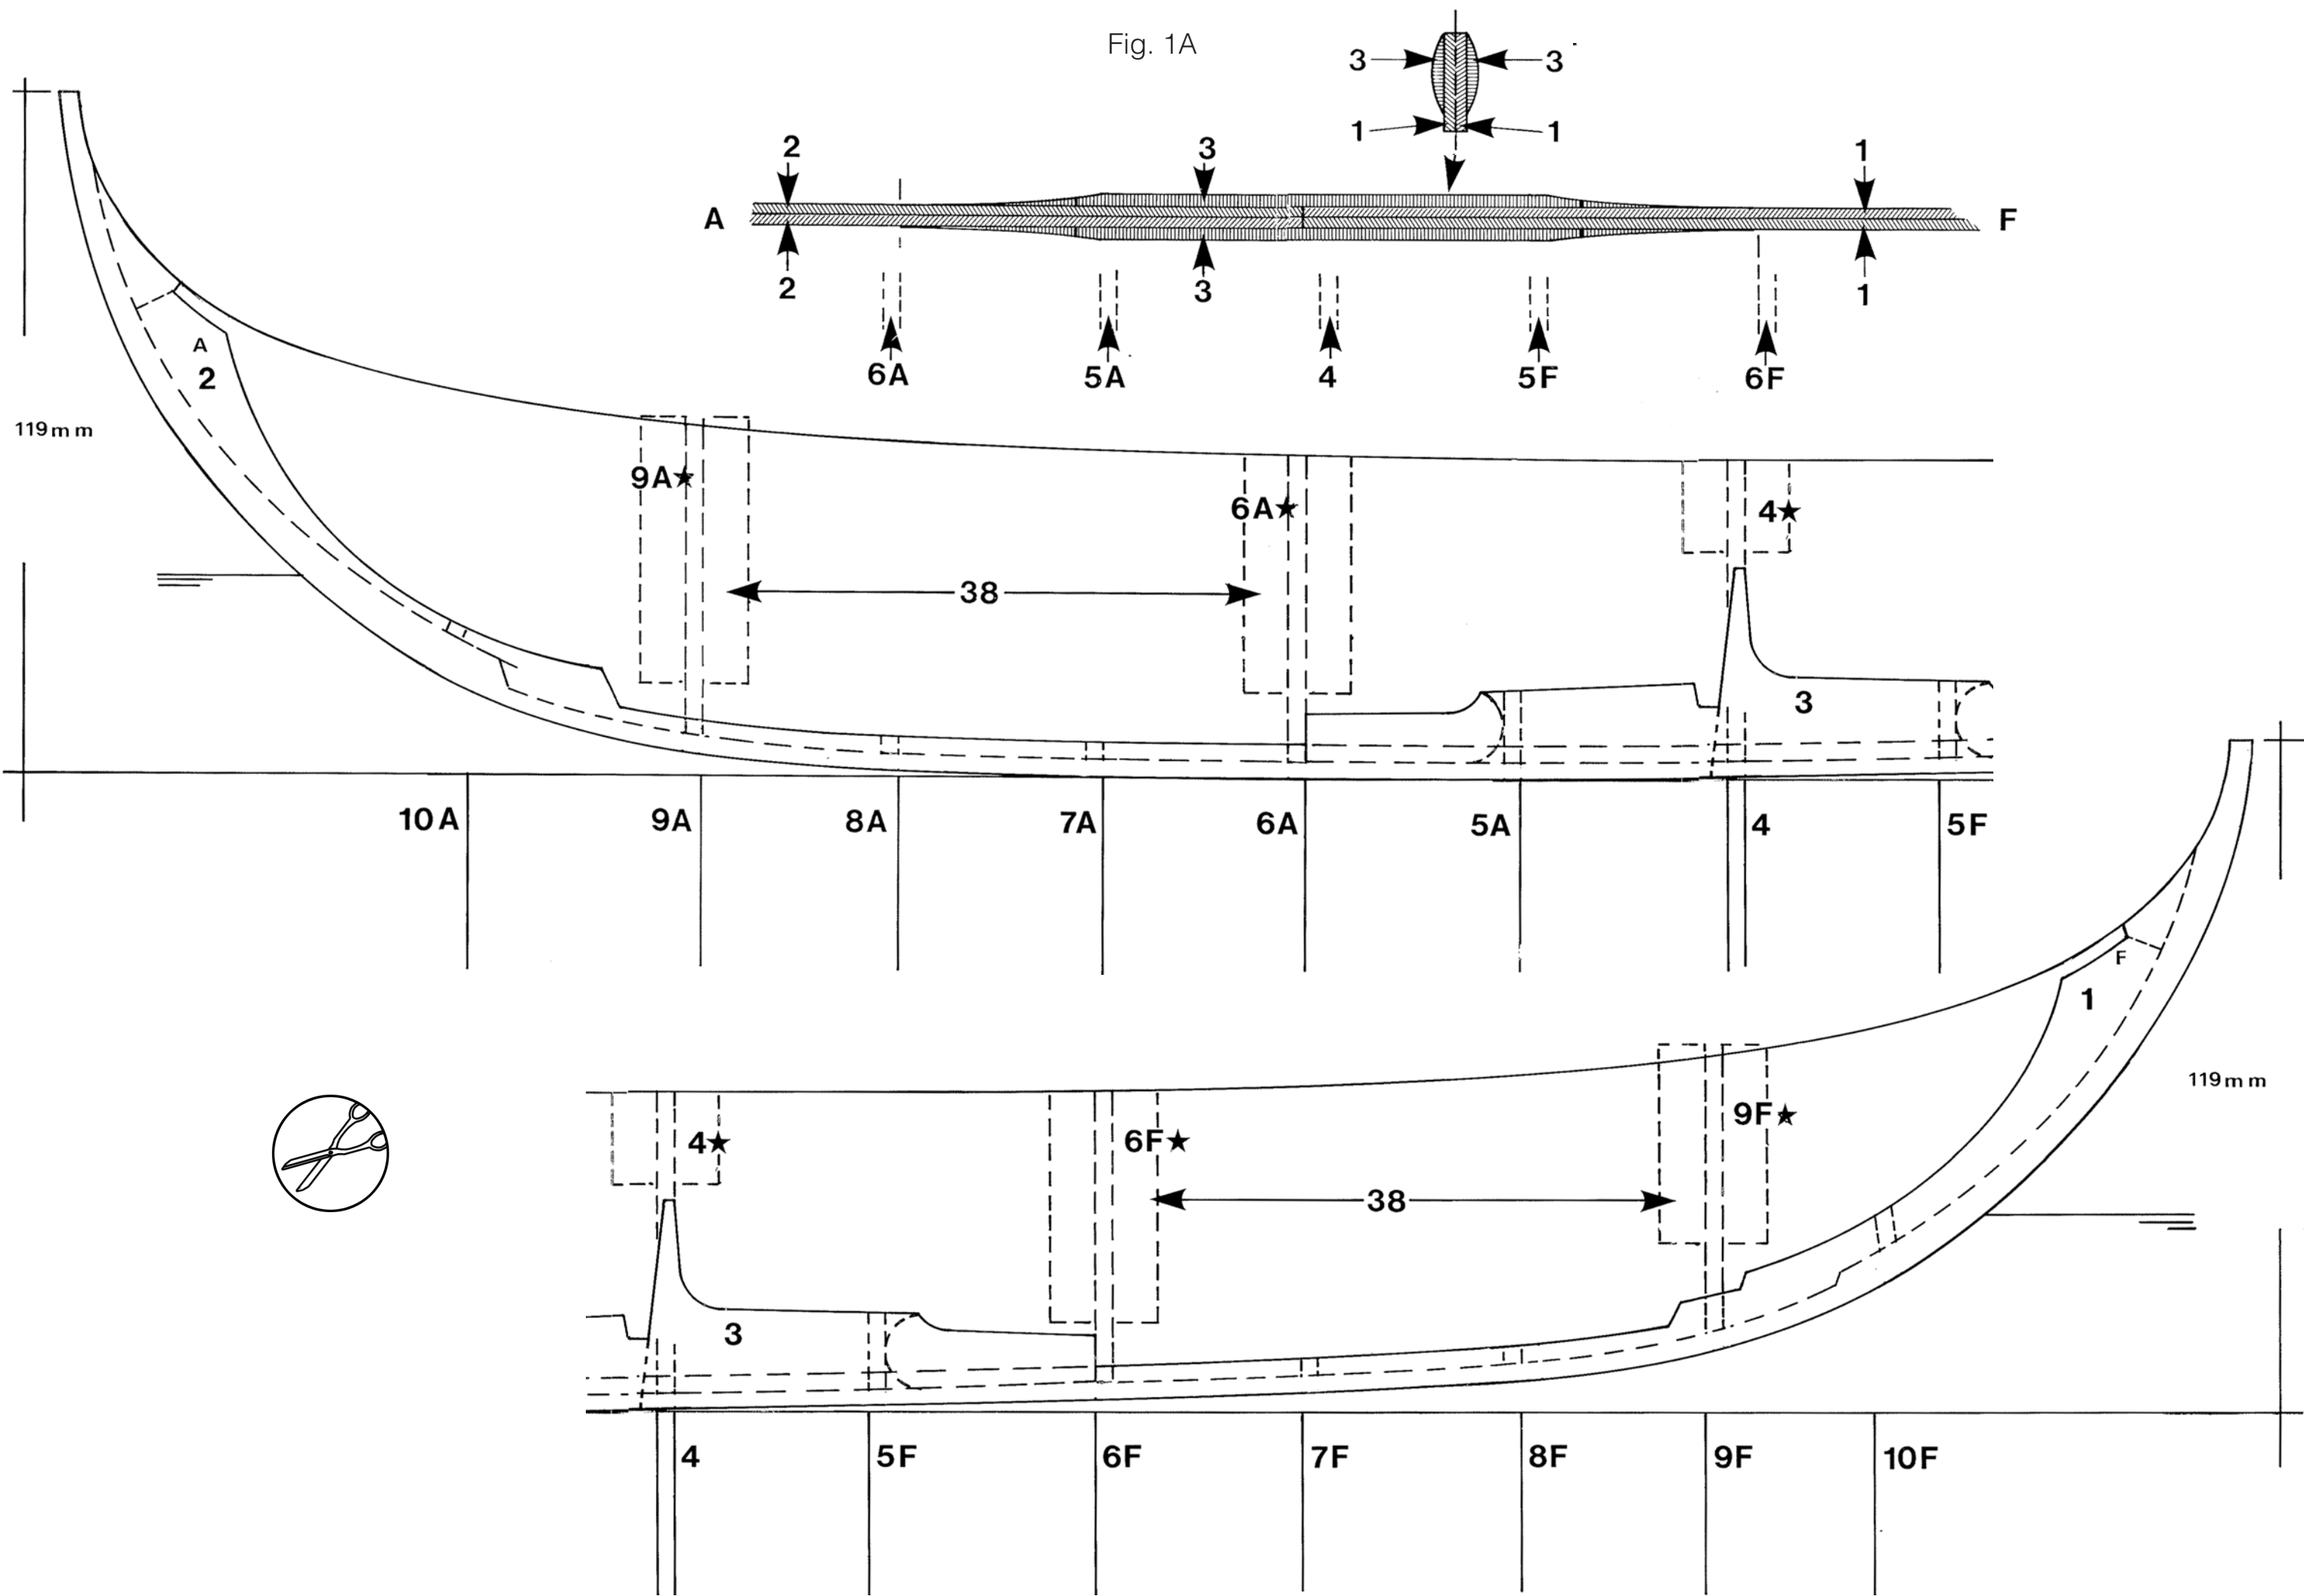 Fig. 1A
3 3
1 1
2 3 1
A F
2 3 1
6A 5A 4 5F 6F
A
2
119 mm
9A★ 6A★ 4★
38
3
10A 9A 8A 7A 6A 5A 4 5F
F
1
119 mm
4★ 6F★ 9F★
38
3
4 5F 6F 7F 8F 9F 10F